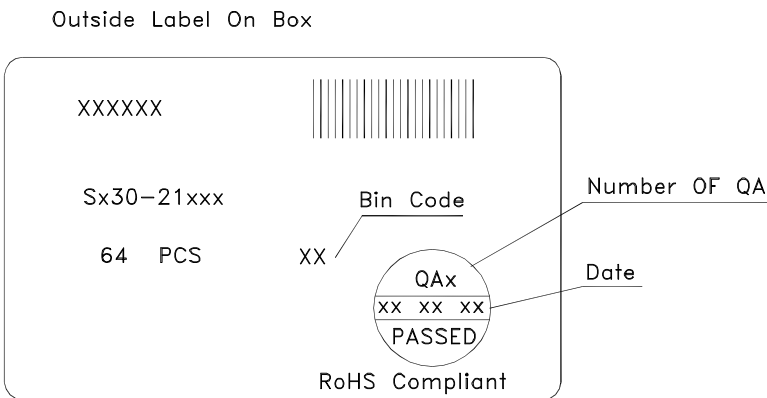 Outside Label On Box
XXXXXX
Sx30-21xxx
Bin Code
Number OF QA
64 PCS
XX
QAx
Date
xx xx xx
PASSED
RoHS Compliant